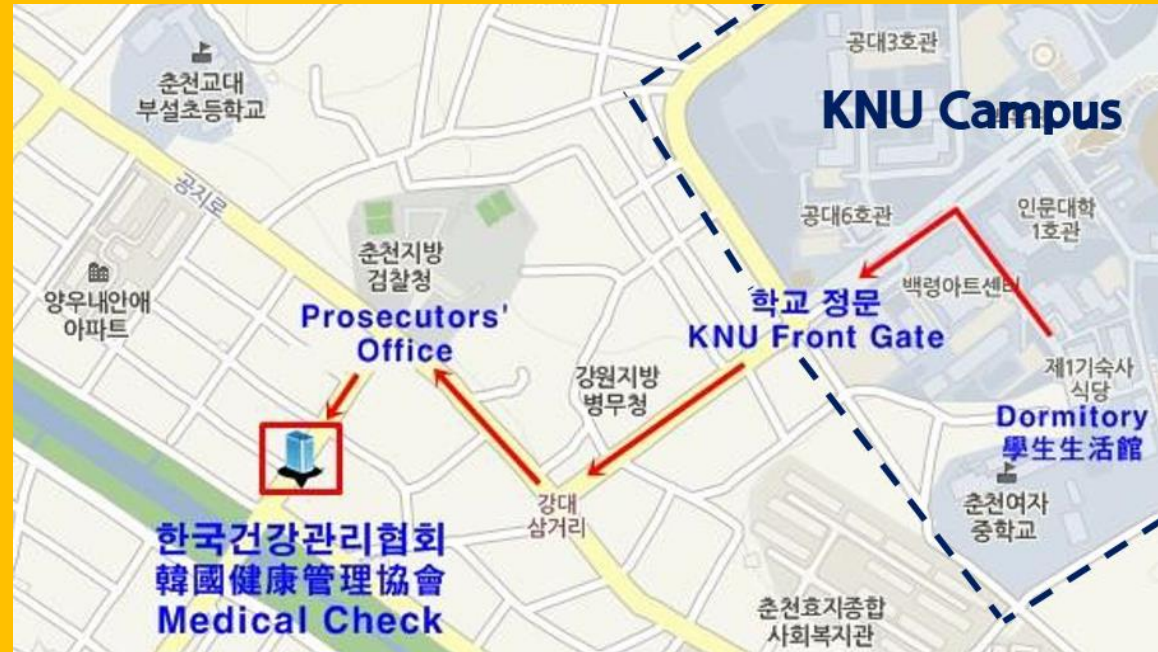 공대3호관
KNU Campus
춘천교대
부설초등학교
공지로
공대6호관
인문대학
1호관
춘천지방
검찰청
백령아트센터
양우내안애
아파트
학교 정문
KNU Front Gate
Prosecutors'
Office
강원지방
병무청
제1기숙사
식당
Dormitory
學生生活館
강대
삼거리
춘천여자
중학교
한국건강관리협회
韓國健康管理協會
Medical Check
춘천효지종합
사회복지관